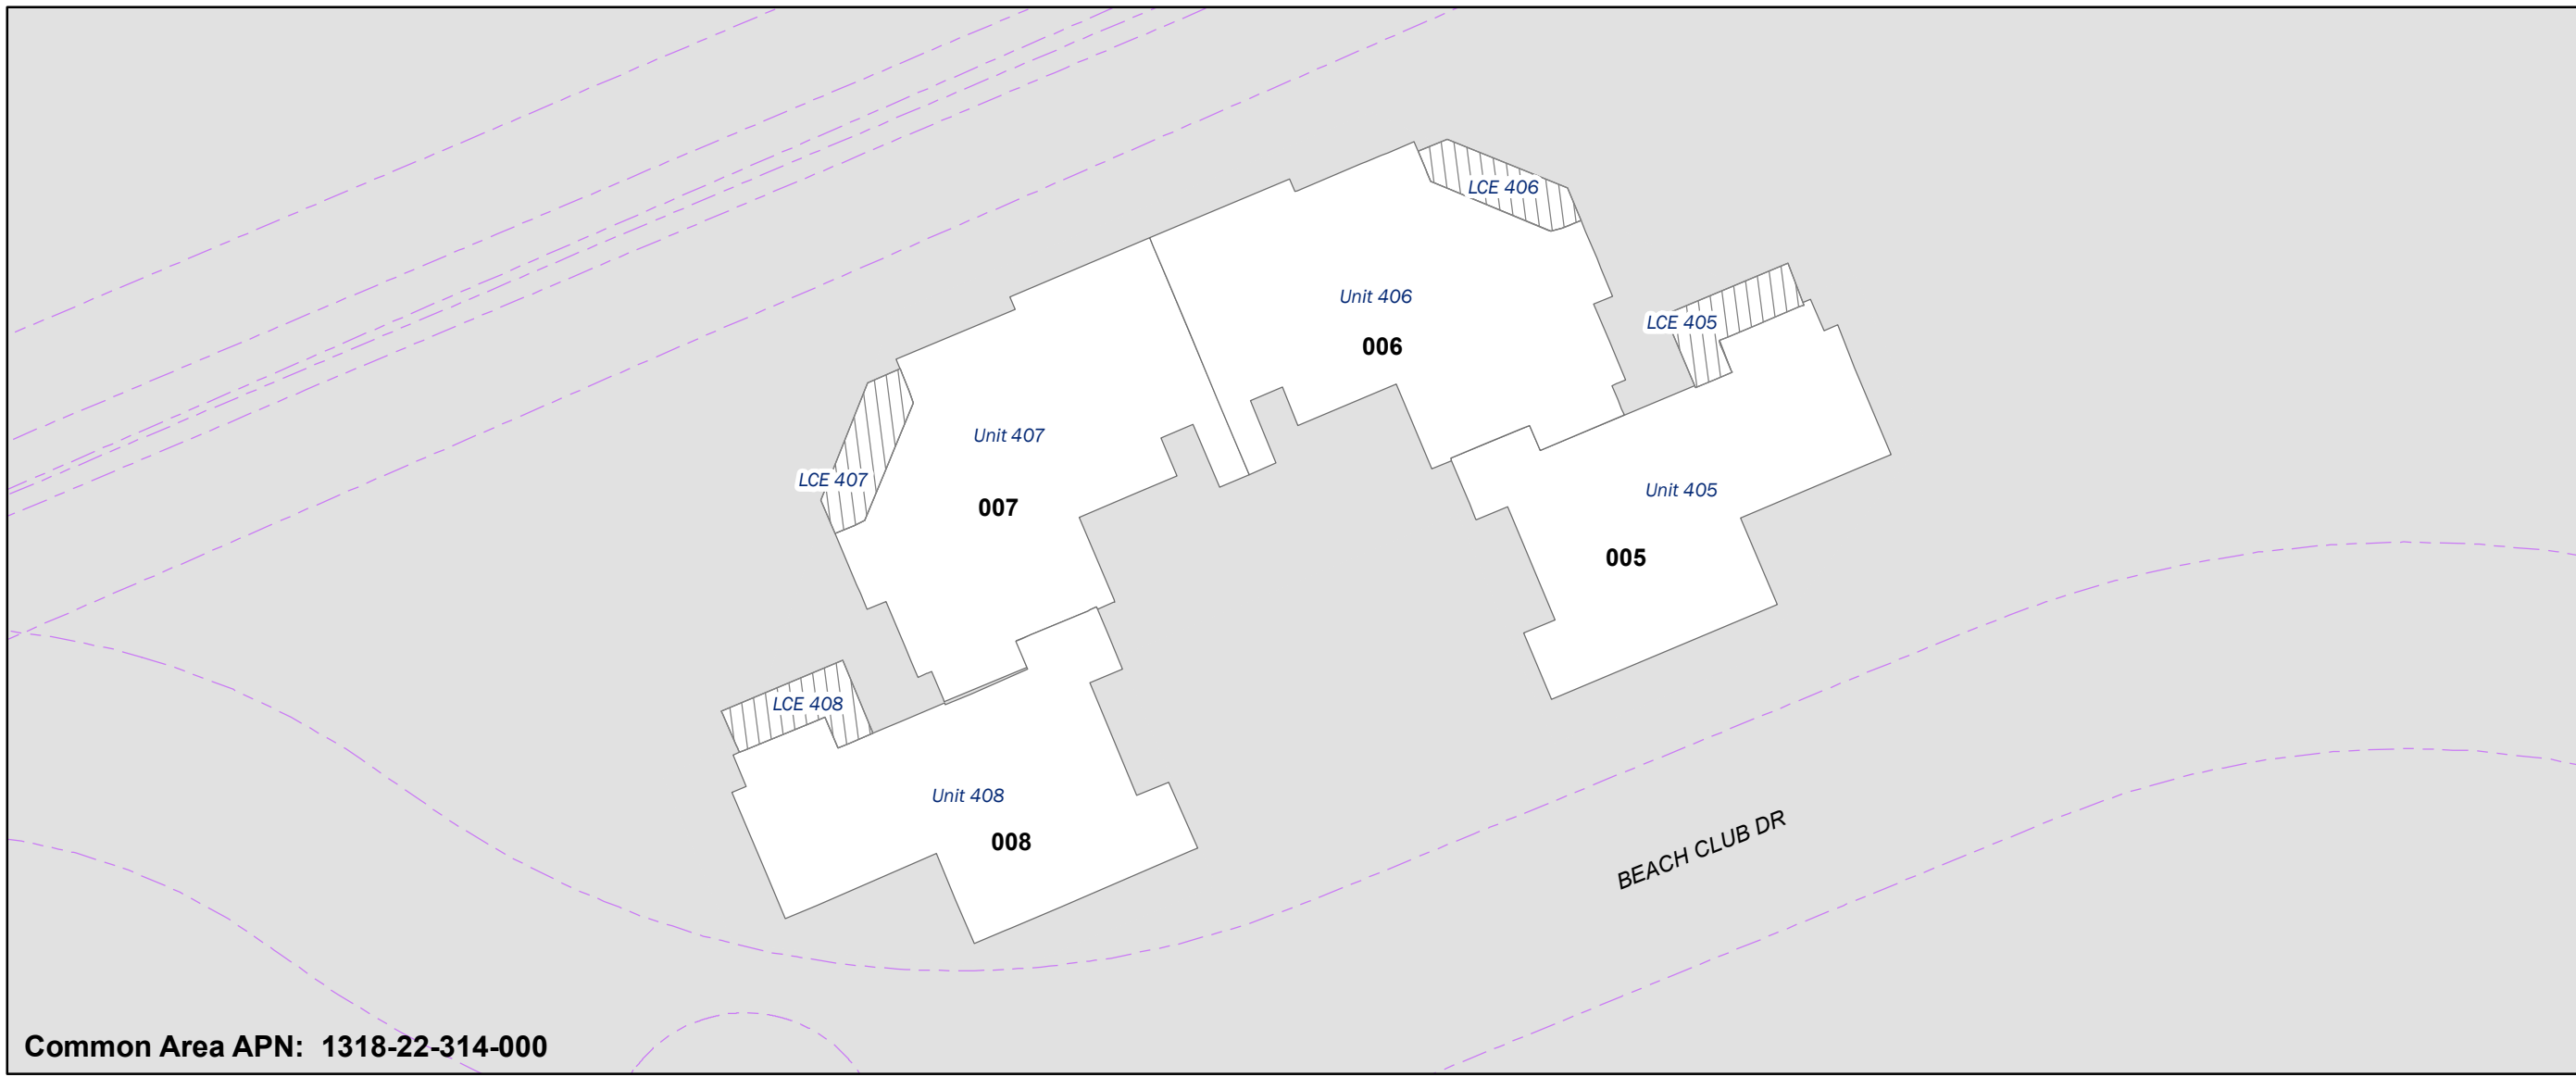 LCE 406
Unit 406
LCE 405
006
Unit 407
LCE 407
Unit 405
007
005
LCE 408
Unit 408
BEACH CLUB DR
008
Common Area APN: 1318-22-314-000